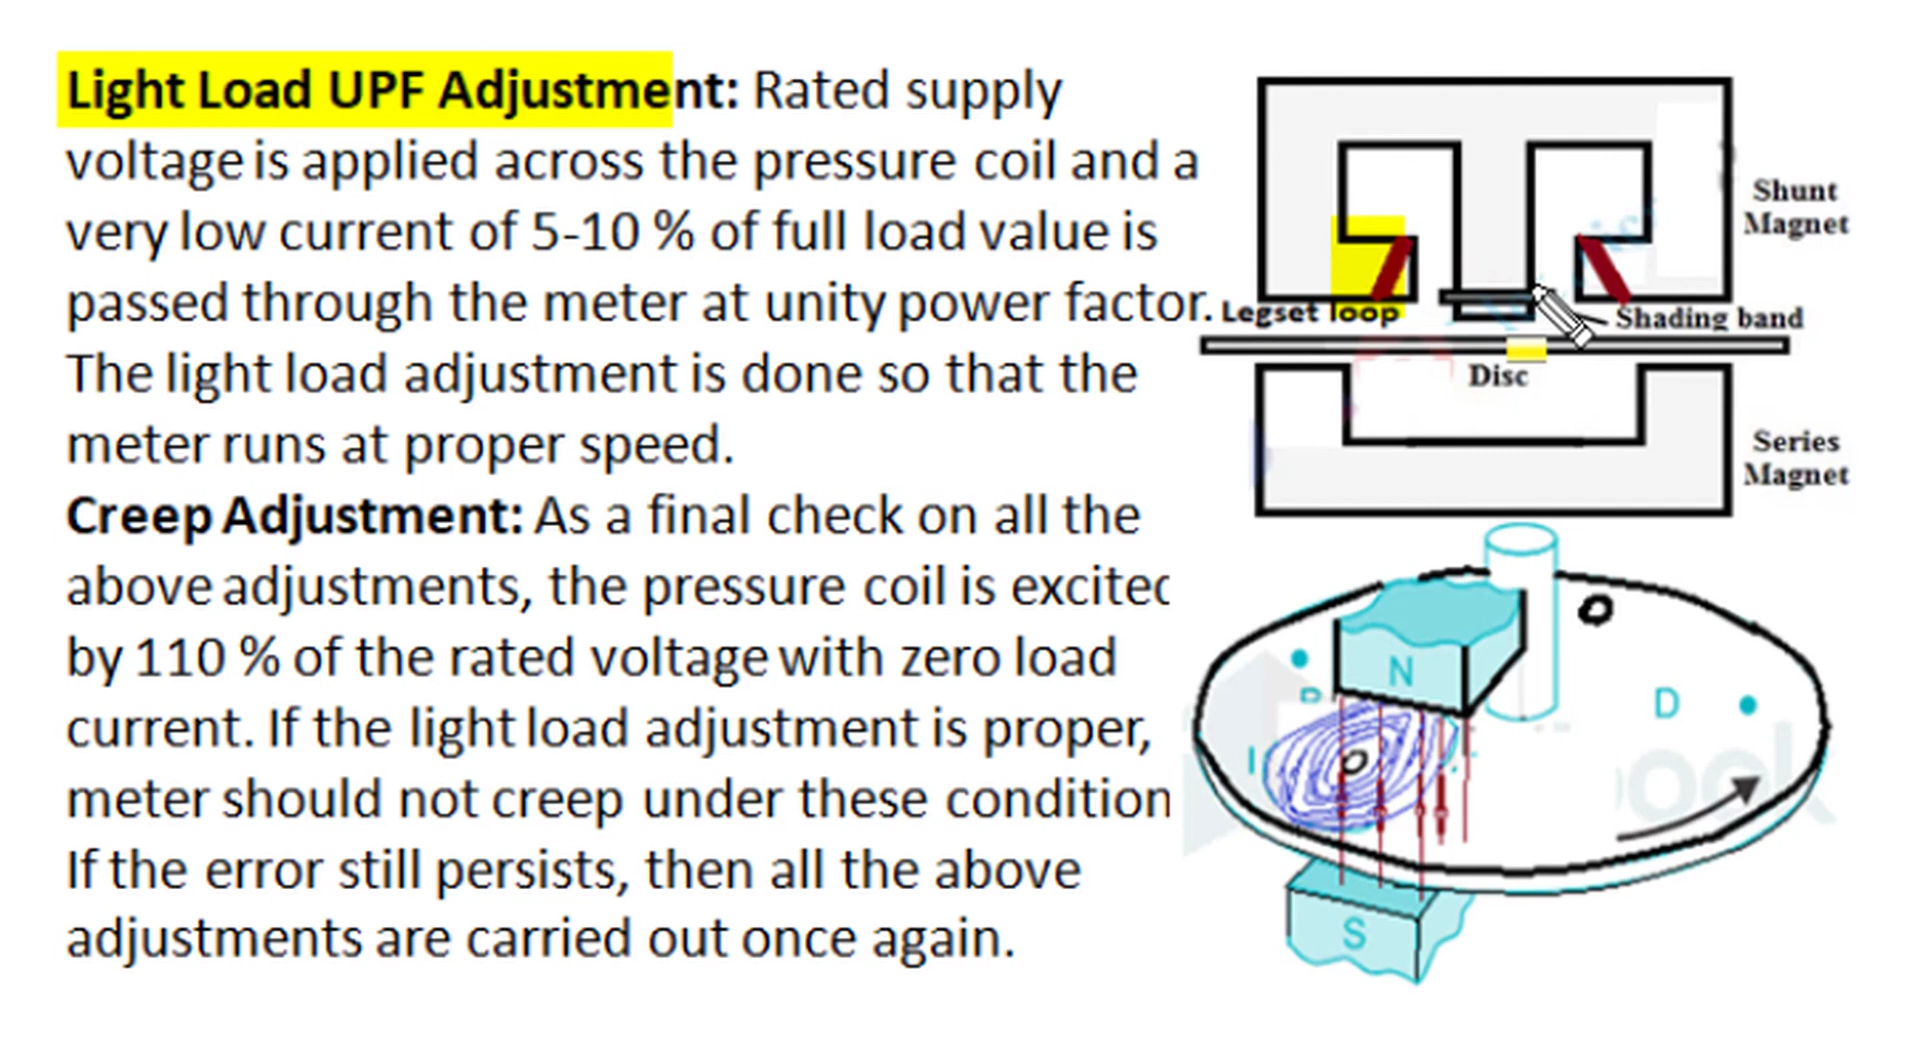 Light Load UPF Adjustment: Rated supply
voltage is applied across the pressure coil and a
very low current of 5-10 % of full load value is
passed through the meter at unity power factor.
The light load adjustment is done so that the
meter runs at proper speed.
Creep Adjustment: As a final check on all the
above adjustments, the pressure coil is excited
by 110 % of the rated voltage with zero load
current. If the light load adjustment is proper,
meter should not creep under these condition
If the error still persists, then all the above
adjustments are carried out once again.
Shunt
Magnet
Legset loop
Shading band
Disc
Series
Magnet
N
D
S